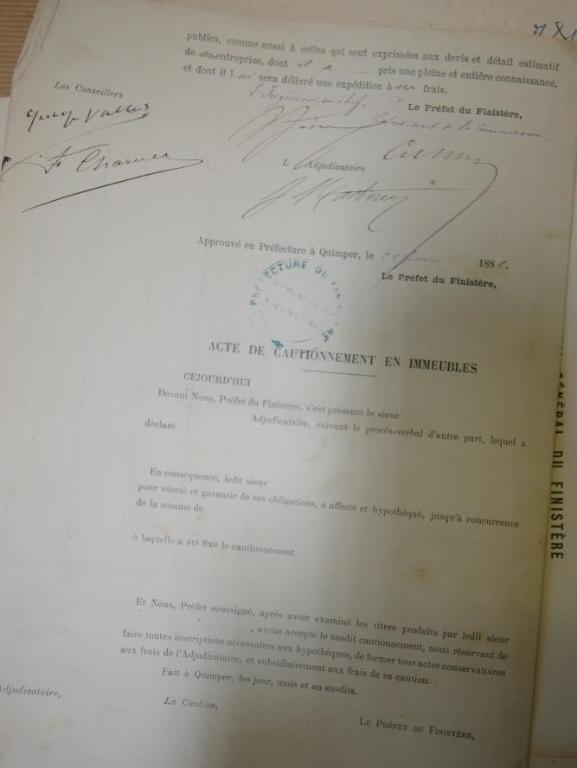 publics, comme aussi à celles qui sont exprimées aux devis et détail estimatif
de entreprise, dont il a pris une pleine et entière connaissance,
et dont il l sera délivré une expédition à frais.
Les Conseillers
Le Préfet du Finistère,
L Adjudicataire
Approuvé en Préfecture à Quimper, le 188
Le Préfet du Finistère,
PRÉFECTURE DU FINISTÈRE
ACTE DE CAUTIONNEMENT EN IMMEUBLES
CEJOURD'HUI
Devant Nous, Préfet du Finistère, s'est présenté le sieur
Adjudicataire, suivant le procès-verbal d'autre part, lequel a
déclaré
En conséquence, ledit sieur
pour sûreté et garantie de ses obligations, a affecté et hypothéqué, jusqu'à concurrence
de la somme de
à laquelle a été fixé le cautionnement.
Et Nous, Préfet soussigné, après avoir examiné les titres produits par ledit sieur
, avons accepté le susdit cautionnement, nous réservant de
faire toutes inscriptions nécessaires aux hypothèques, de former tous actes conservatoires
aux frais de l'Adjudicataire, et subsidiairement aux frais de sa caution.
Fait à Quimper, les jour, mois et an susdits.
Adjudicataire,
La Caution,
LE PRÉFET DU FINISTÈRE,
GÉNÉRAL DU FINISTÈRE